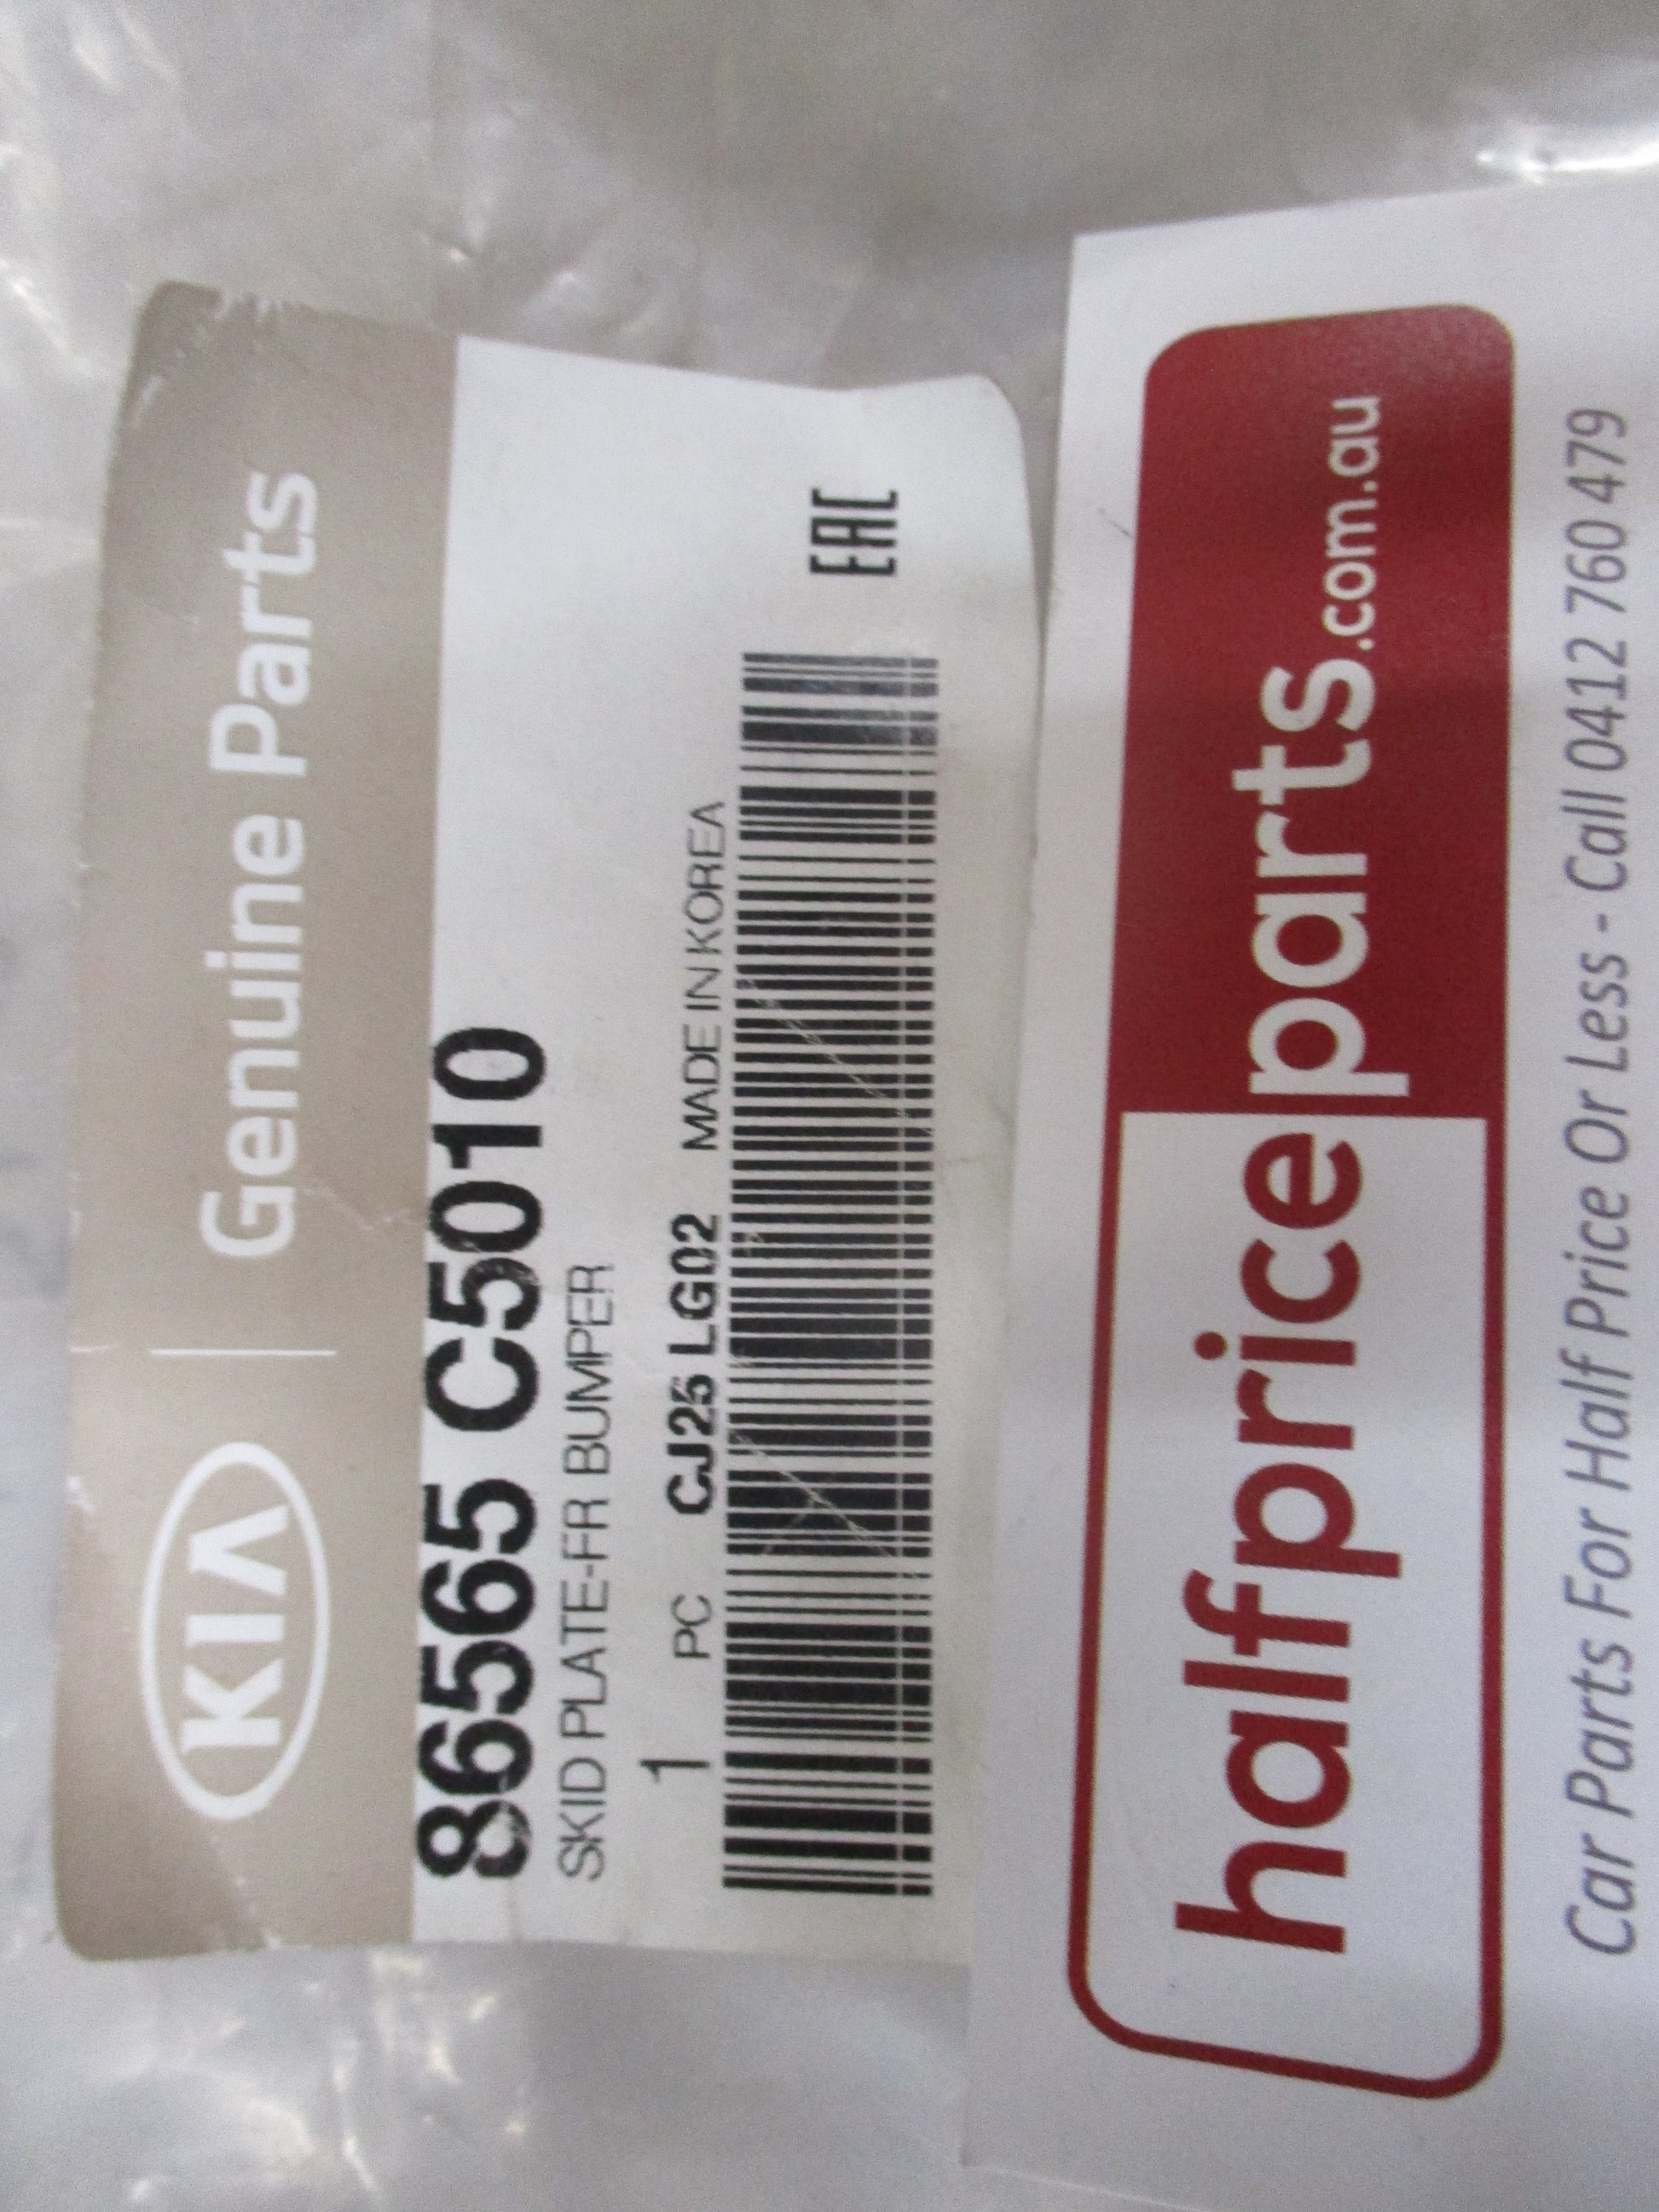 KIA Genuine Parts
86565 C5010
SKID PLATE-FR BUMPER
1 PC CJ25 LG02 MADE IN KOREA
EAC
halfpriceparts.com.au
Car Parts For Half Price Or Less - Call 0412 760 479